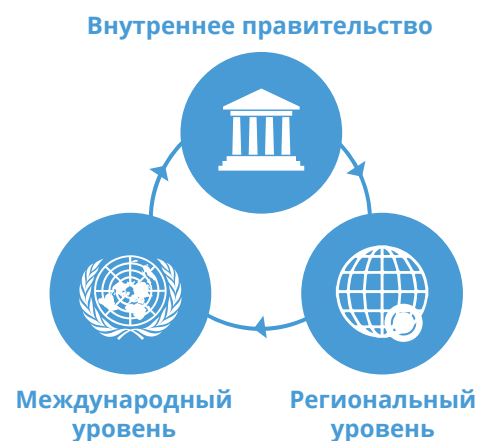 Внутреннее правительство
Международный
уровень
Региональный
уровень